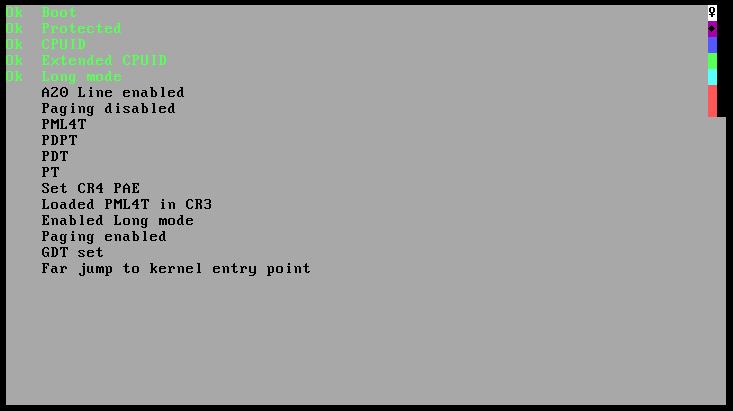 Ok Boot
Ok Protected
Ok CPUID
Ok Extended CPUID
Ok Long mode
A20 Line enabled
Paging disabled
PML4T
PDPT
PDT
PT
Set CR4 PAE
Loaded PML4T in CR3
Enabled Long mode
Paging enabled
GDT set
Far jump to kernel entry point